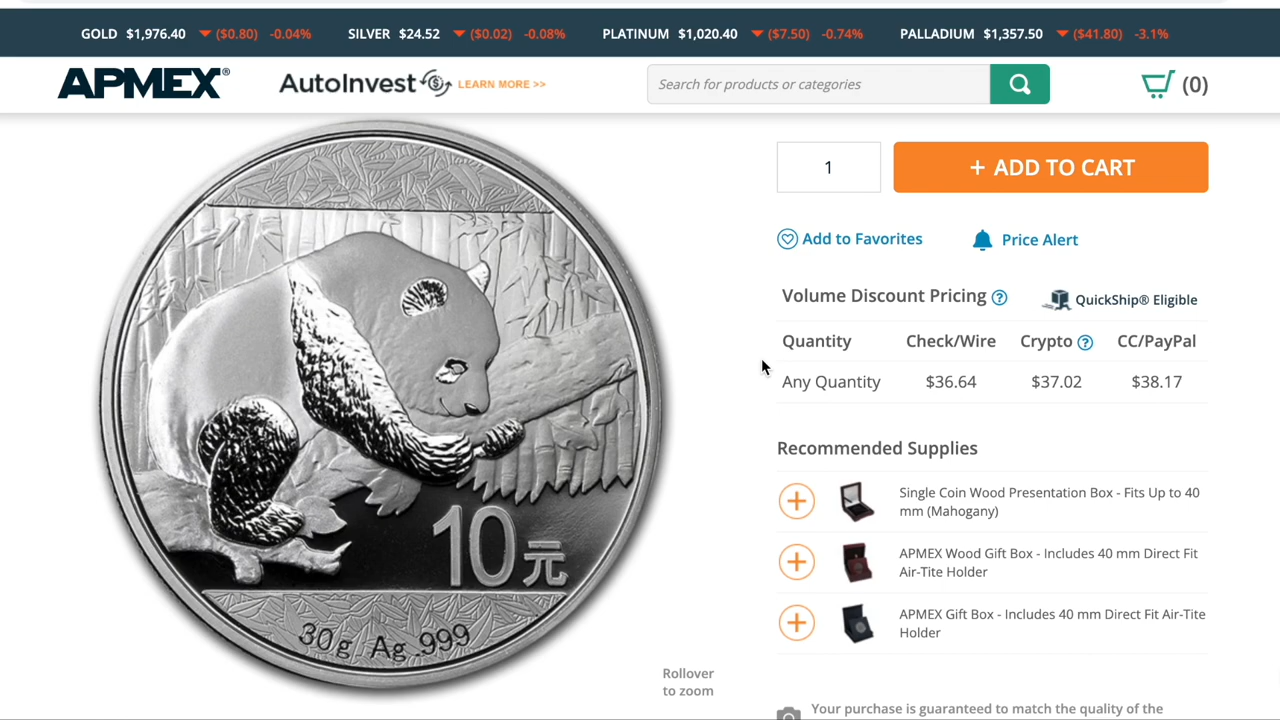 GOLD $1,976.40 ($0.80) -0.04% SILVER $24.52 ($0.02) -0.08% PLATINUM $1,020.40 ($7.50) -0.74% PALLADIUM $1,357.50 ($41.80) -3.1%
APMEX® AutoInvest LEARN MORE >> Search for products or categories (0)
1 + ADD TO CART
Add to Favorites Price Alert
Volume Discount Pricing ? QuickShip® Eligible
Quantity Check/Wire Crypto ? CC/PayPal
Any Quantity $36.64 $37.02 $38.17
Recommended Supplies
Single Coin Wood Presentation Box - Fits Up to 40
mm (Mahogany)
APMEX Wood Gift Box - Includes 40 mm Direct Fit
Air-Tite Holder
APMEX Gift Box - Includes 40 mm Direct Fit Air-Tite
Holder
10元
30g Ag .999
Rollover
to zoom
Your purchase is guaranteed to match the quality of the